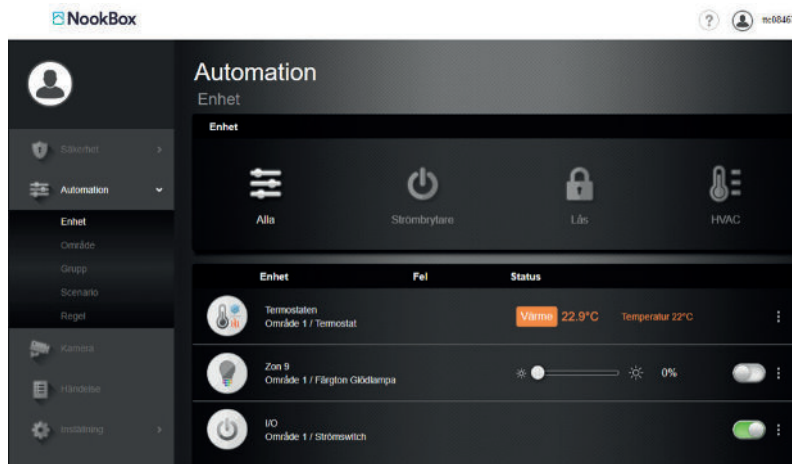 NookBox
?
Automation
Enhet
Enhet
Säkerhet
Automation
Enhet
Område
Grupp
Scenario
Regel
Kamera
Händelse
Inställning
Alla
Strömbrytare
Lås
HVAC
Enhet Fel Status
Termostaten
Område 1 / Termostat
Värme 22.9°C Temperatur 22°C
Zon 9
Område 1 / Färgton Glödlampa
0%
I/O
Område 1 / Strömswitch